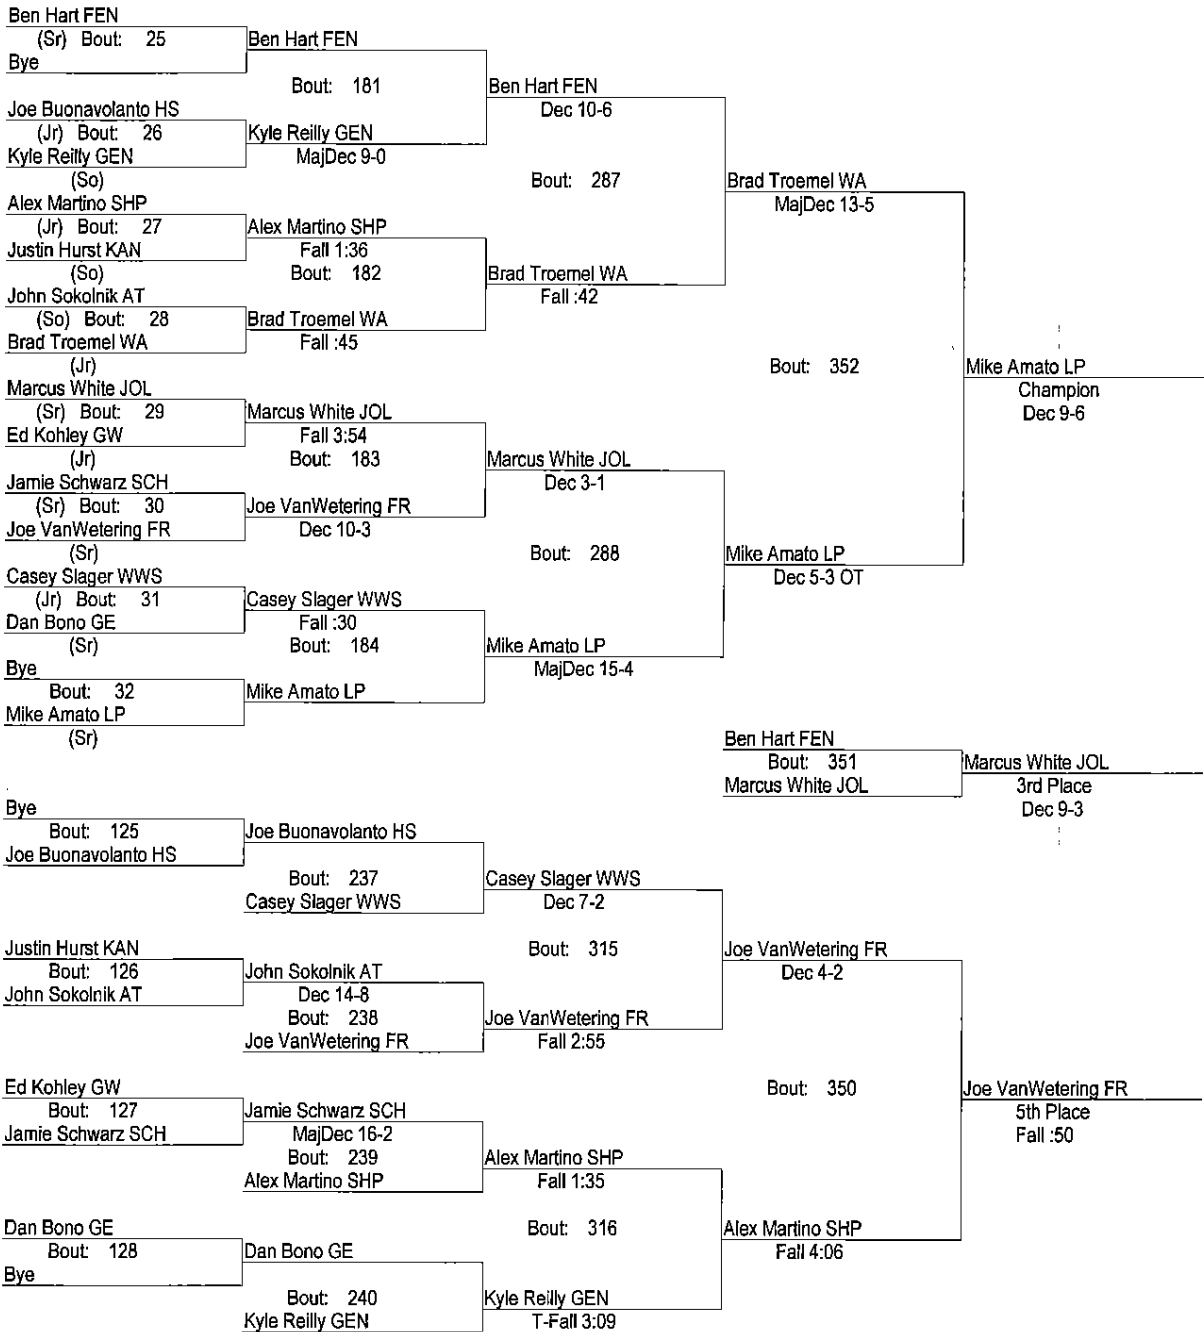 Ben Hart FEN
(Sr) Bout: 25
Bye
Ben Hart FEN
Bout: 181
Joe Buonavolanto HS
(Jr) Bout: 26
Kyle Reilly GEN
(So)
Kyle Reilly GEN
MajDec 9-0
Ben Hart FEN
Dec 10-6
Bout: 287
Alex Martino SHP
(Jr) Bout: 27
Justin Hurst KAN
(So)
Alex Martino SHP
Fall 1:36
Bout: 182
John Sokolnik AT
(So) Bout: 28
Brad Troemel WA
(Jr)
Brad Troemel WA
Fall :45
Brad Troemel WA
Fall :42
Brad Troemel WA
MajDec 13-5
Bout: 352
Marcus White JOL
(Sr) Bout: 29
Ed Kohley GW
(Jr)
Marcus White JOL
Fall 3:54
Bout: 183
Jamie Schwarz SCH
(Sr) Bout: 30
Joe VanWetering FR
(Sr)
Joe VanWetering FR
Dec 10-3
Marcus White JOL
Dec 3-1
Bout: 288
Casey Slager WWS
(Jr) Bout: 31
Dan Bono GE
(Sr)
Casey Slager WWS
Fall :30
Bout: 184
Bye
Bout: 32
Mike Amato LP
(Sr)
Mike Amato LP
Mike Amato LP
MajDec 15-4
Mike Amato LP
Dec 5-3 OT
Mike Amato LP
Champion
Dec 9-6
Ben Hart FEN
Bout: 351
Marcus White JOL
Marcus White JOL
3rd Place
Dec 9-3
Bye
Bout: 125
Joe Buonavolanto HS
Joe Buonavolanto HS
Bout: 237
Casey Slager WWS
Casey Slager WWS
Dec 7-2
Bout: 315
Justin Hurst KAN
Bout: 126
John Sokolnik AT
John Sokolnik AT
Dec 14-8
Bout: 238
Joe VanWetering FR
Joe VanWetering FR
Fall 2:55
Joe VanWetering FR
Dec 4-2
Bout: 350
Ed Kohley GW
Bout: 127
Jamie Schwarz SCH
Jamie Schwarz SCH
MajDec 16-2
Bout: 239
Alex Martino SHP
Alex Martino SHP
Fall 1:35
Bout: 316
Dan Bono GE
Bout: 128
Bye
Dan Bono GE
Bout: 240
Kyle Reilly GEN
Kyle Reilly GEN
T-Fall 3:09
Alex Martino SHP
Fall 4:06
Joe VanWetering FR
5th Place
Fall :50